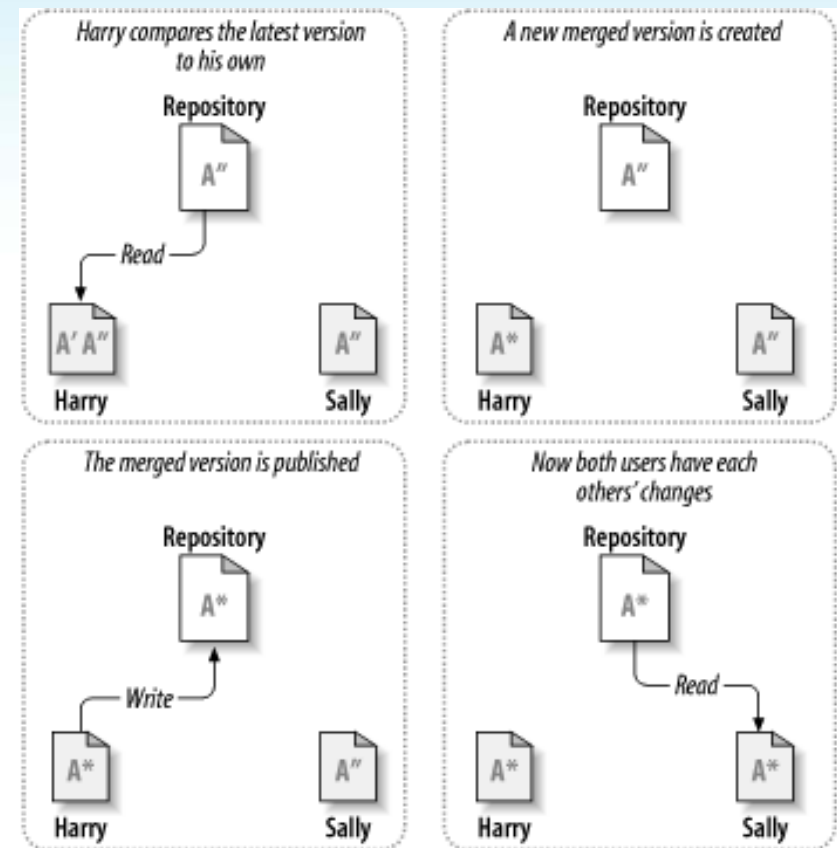 Harry compares the latest version
to his own
Repository
A″
Read
A′ A″
A″
Harry
Sally
A new merged version is created
Repository
A″
A*
A″
Harry
Sally
The merged version is published
Repository
A*
Write
A*
A″
Harry
Sally
Now both users have each
others’ changes
Repository
A*
Read
A*
A*
Harry
Sally